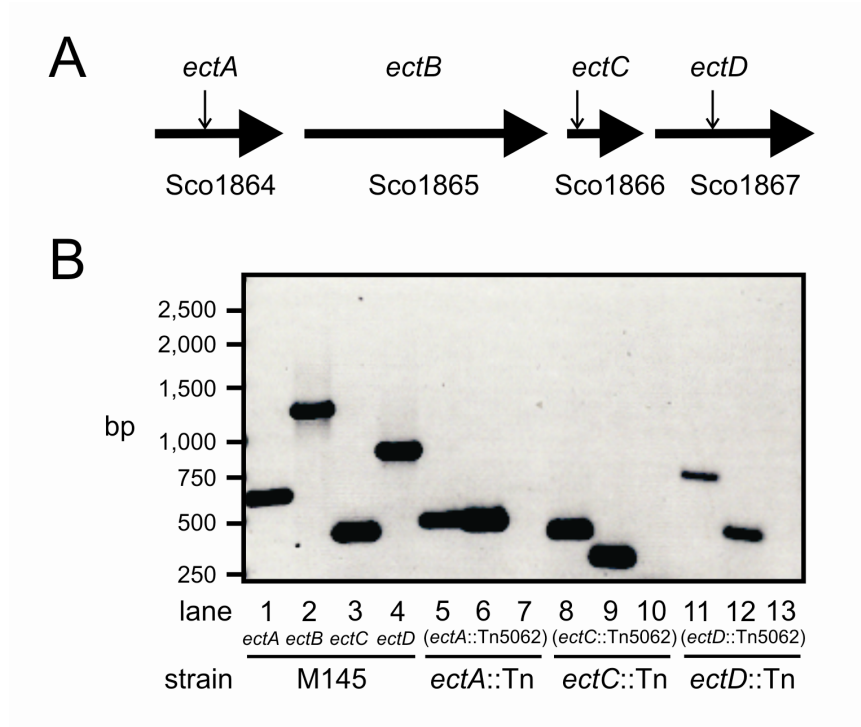 A
ectA ectB ectC ectD
Sco1864 Sco1865 Sco1866 Sco1867
B
2,500
2,000
1,500
bp
1,000
750
500
250
lane 1 2 3 4 5 6 7 8 9 10 11 12 13
ectA ectB ectC ectD (ectA::Tn5062) (ectC::Tn5062) (ectD::Tn5062)
strain M145 ectA::Tn ectC::Tn ectD::Tn